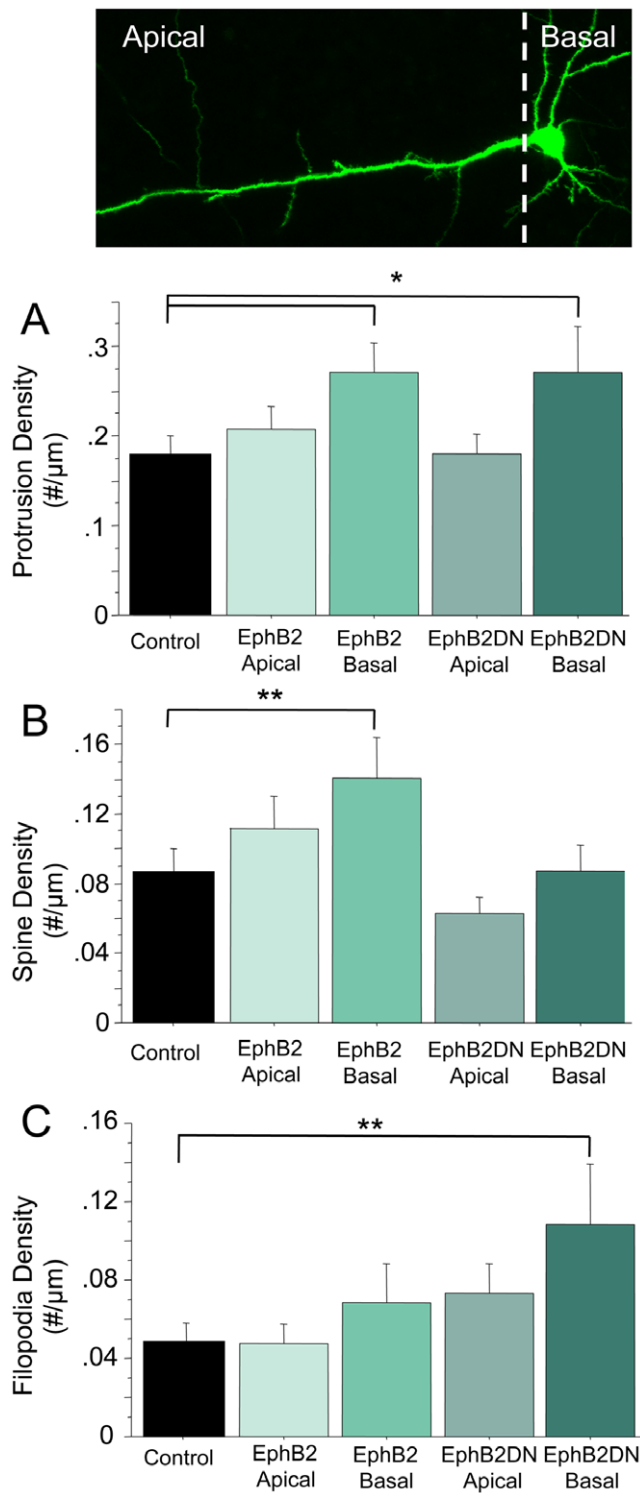 Apical Basal
A
*
Protrusion Density
(#/µm)
.3
.2
.1
0
Control
EphB2
Apical
EphB2
Basal
EphB2DN
Apical
EphB2DN
Basal
B
**
Spine Density
(#/µm)
.16
.12
.08
.04
0
Control
EphB2
Apical
EphB2
Basal
EphB2DN
Apical
EphB2DN
Basal
C
**
Filopodia Density
(#/µm)
.16
.12
.08
.04
0
Control
EphB2
Apical
EphB2
Basal
EphB2DN
Apical
EphB2DN
Basal